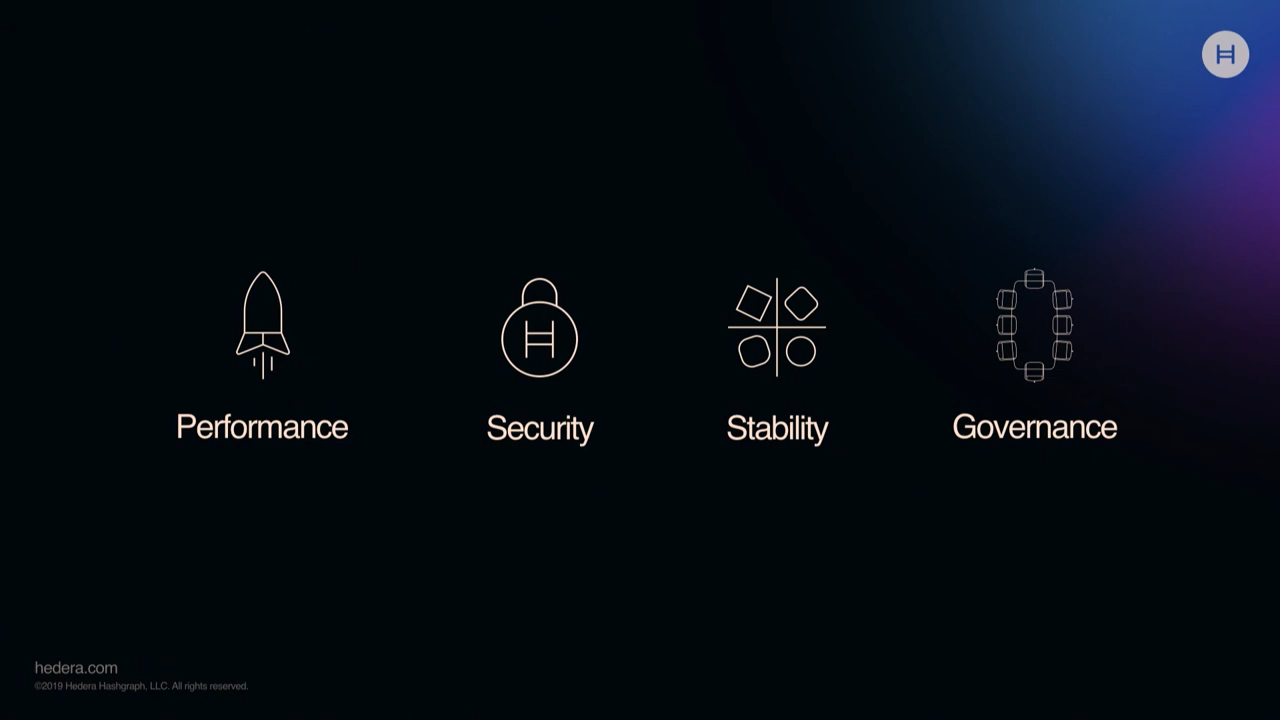 Performance
Security
Stability
Governance
hedera.com
©2019 Hedera Hashgraph, LLC. All rights reserved.